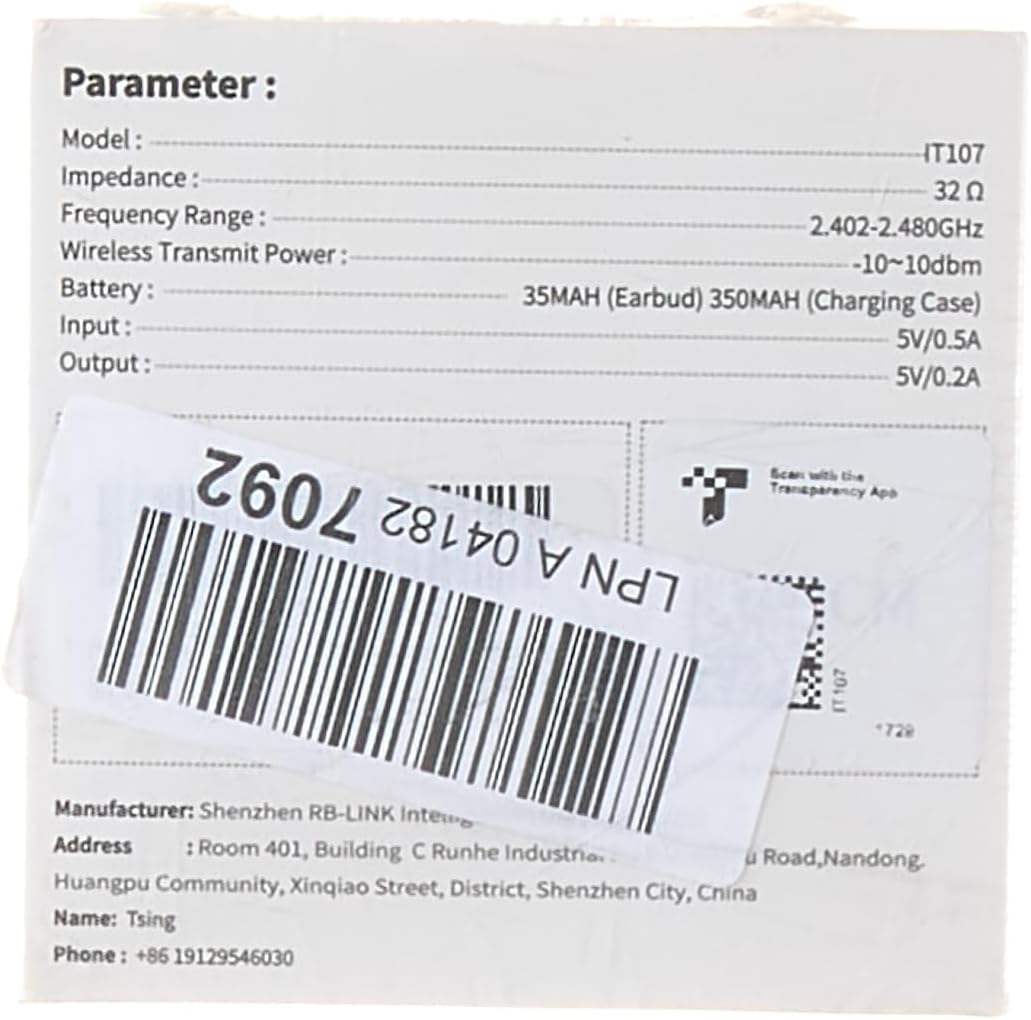 Parameter :
Model : IT107
Impedance : 32 Ω
Frequency Range : 2.402-2.480GHz
Wireless Transmit Power : -10~10dbm
Battery : 35MAH (Earbud) 350MAH (Charging Case)
Input : 5V/0.5A
Output : 5V/0.2A
Scan with the
Transparency App
LPN A 04182 7092
IT107
Manufacturer: Shenzhen RB-LINK
Address : Room 401, Building C Runhe Road,Nandong,
Huangpu Community, Xinqiao Street, District, Shenzhen City, China
Name: Tsing
Phone : +86 19129546030